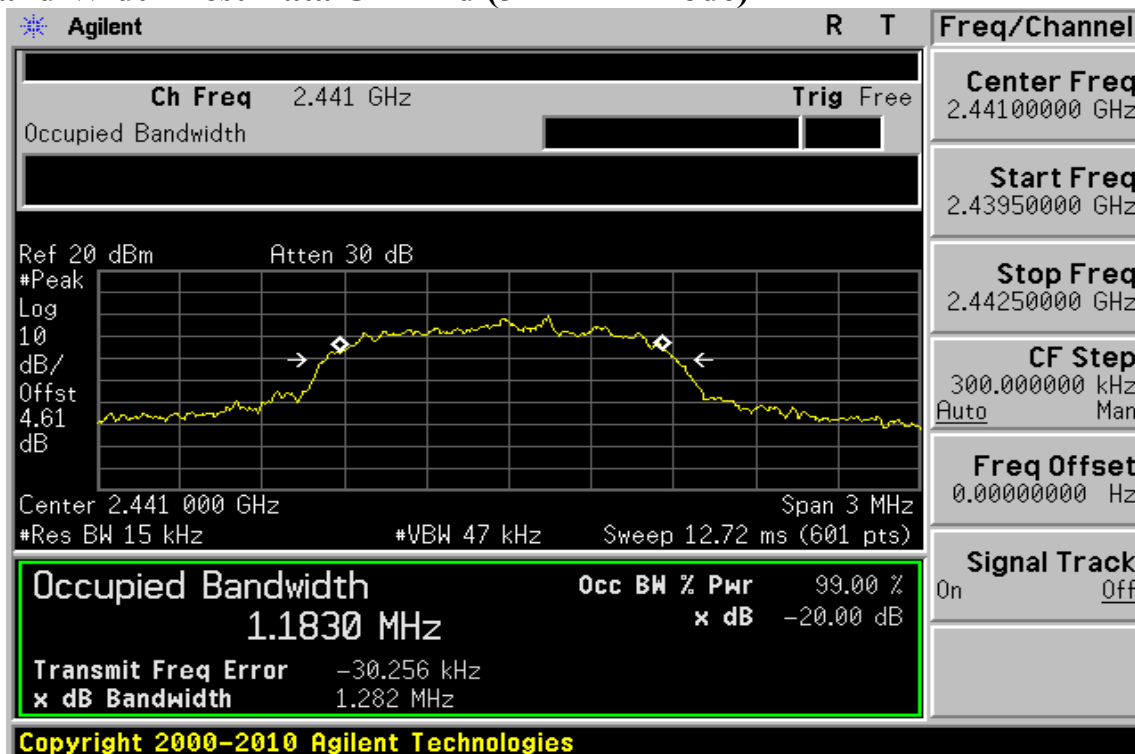 Agilent R T
Freq/Channel
Ch Freq 2.441 GHz Trig Free
Occupied Bandwidth
Center Freq
2.44100000 GHz
Start Freq
2.43950000 GHz
Stop Freq
2.44250000 GHz
CF Step
300.000000 kHz
Auto Man
Freq Offset
0.00000000 Hz
Signal Track
On Off
Ref 20 dBm Atten 30 dB
#Peak
Log
10
dB/
Offst
4.61
dB
Center 2.441 000 GHz Span 3 MHz
#Res BW 15 kHz #VBW 47 kHz Sweep 12.72 ms (601 pts)
Occupied Bandwidth
1.1830 MHz
Occ BW % Pwr 99.00 %
x dB -20.00 dB
Transmit Freq Error -30.256 kHz
x dB Bandwidth 1.282 MHz
Copyright 2000-2010 Agilent Technologies